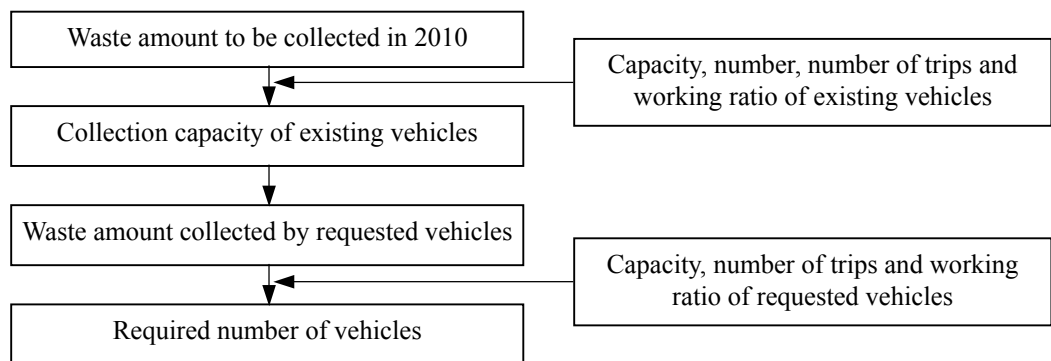 Waste amount to be collected in 2010
Capacity, number, number of trips and
working ratio of existing vehicles
Collection capacity of existing vehicles
Waste amount collected by requested vehicles
Capacity, number of trips and working
ratio of requested vehicles
Required number of vehicles